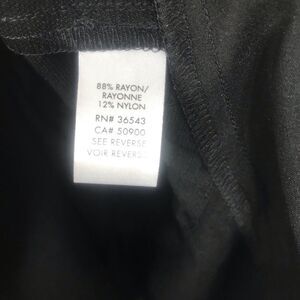 88% RAYON/
RAYONNE
12% NYLON
RN# 36543
CA# 50900
SEE REVERSE
VOIR REVERS